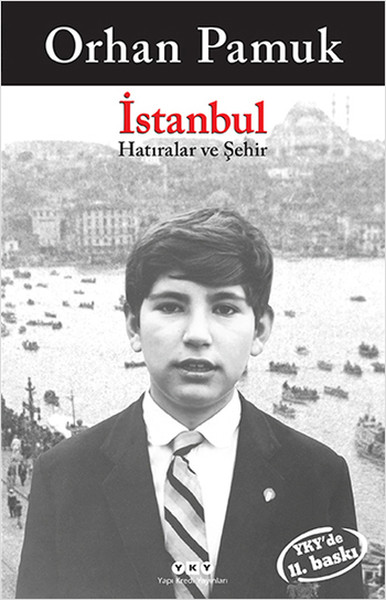 Orhan Pamuk
İstanbul
Hatıralar ve Şehir
YKY'de
11. baskı
YKY
Yapı Kredi Yayınları